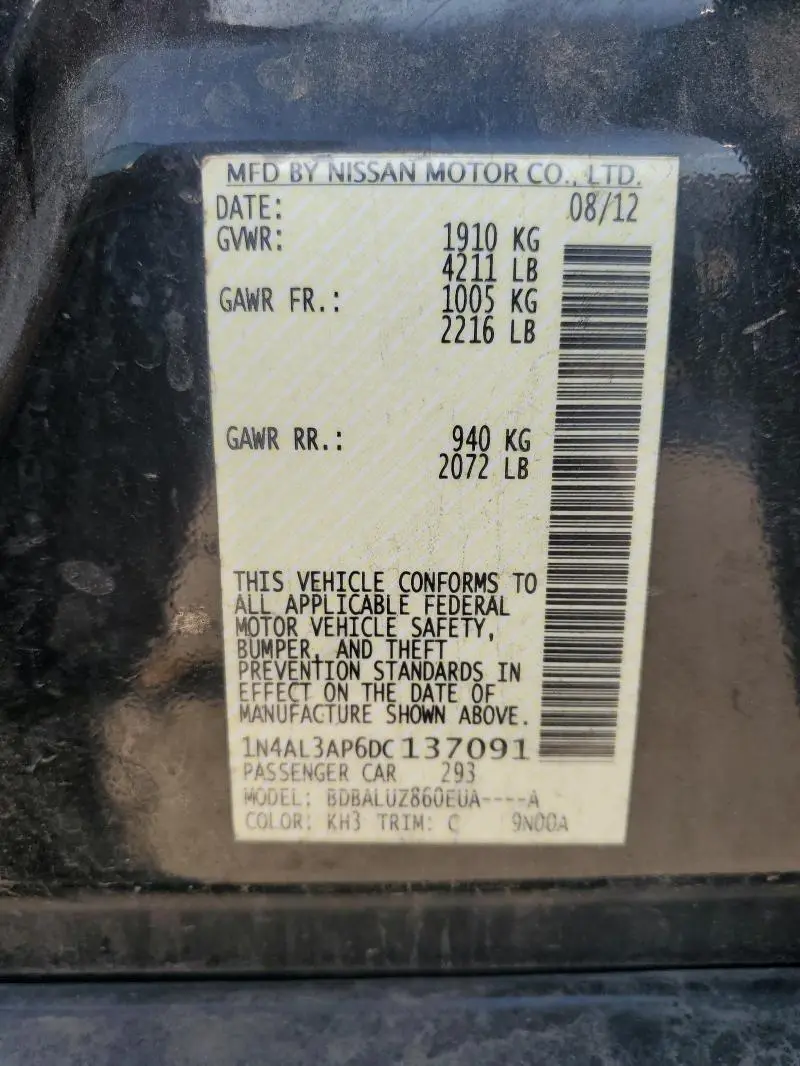 MFD BY NISSAN MOTOR CO., LTD.
DATE: 08/12
GVWR: 1910 KG
4211 LB
GAWR FR.: 1005 KG
2216 LB
GAWR RR.: 940 KG
2072 LB
THIS VEHICLE CONFORMS TO
ALL APPLICABLE FEDERAL
MOTOR VEHICLE SAFETY,
BUMPER, AND THEFT
PREVENTION STANDARDS IN
EFFECT ON THE DATE OF
MANUFACTURE SHOWN ABOVE.
1N4AL3AP6DC137091
PASSENGER CAR 293
MODEL: BDBALUZ860EUA----A
COLOR: KH3 TRIM: C 9N00A